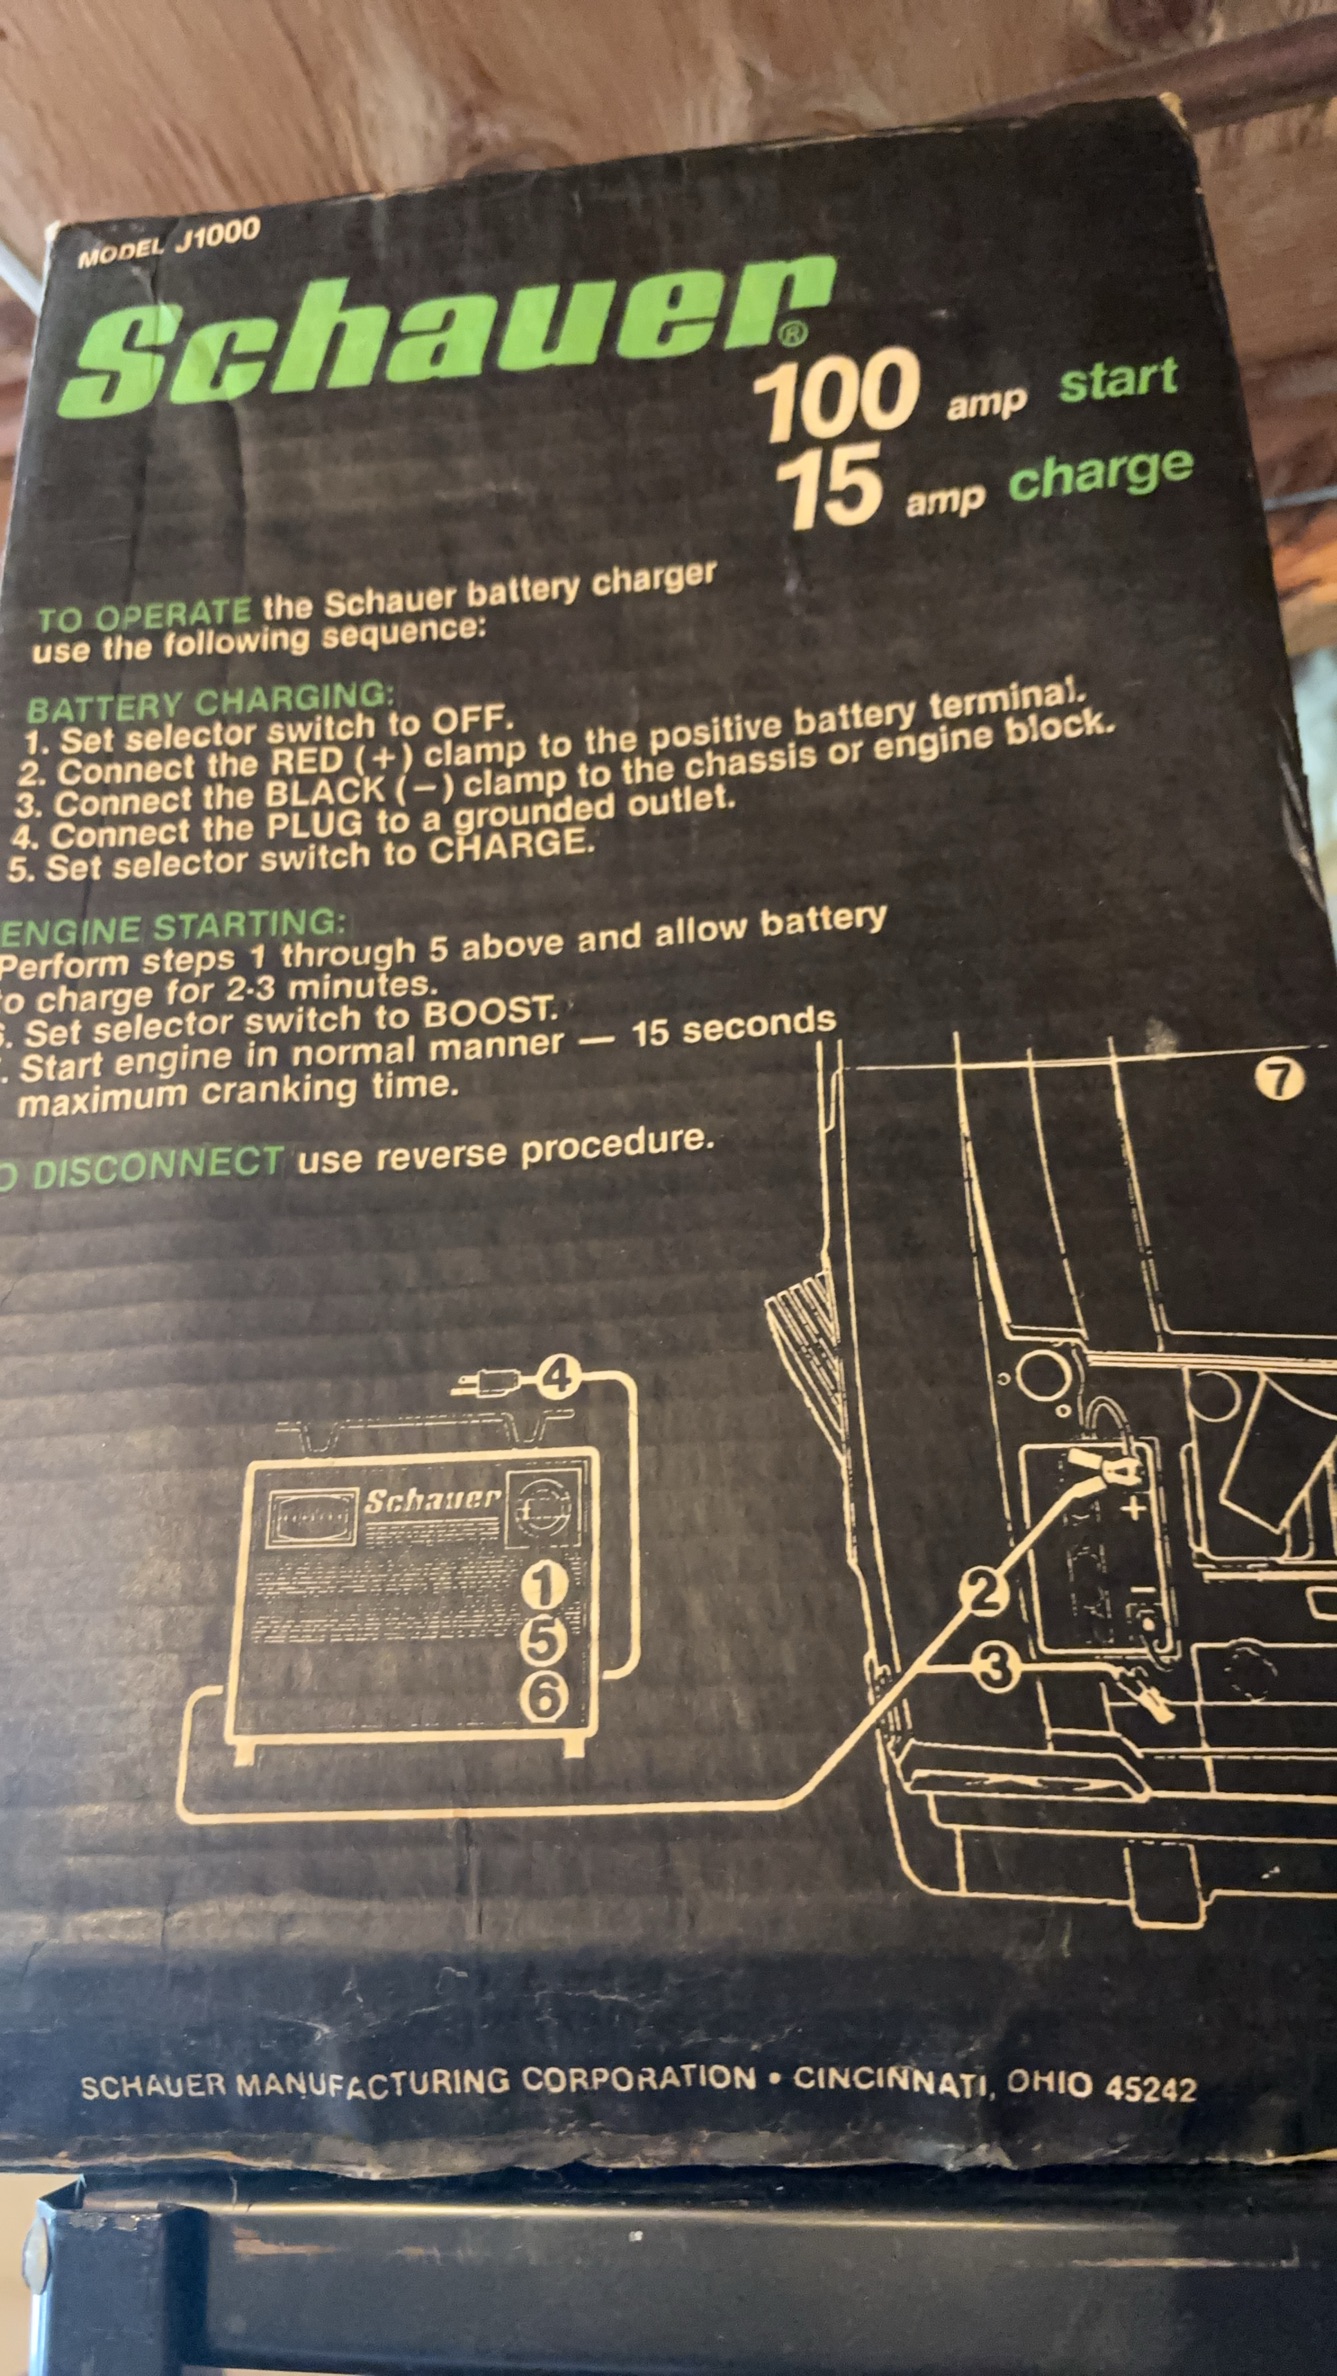 MODEL J1000
Schauer®
100 amp start
15 amp charge
TO OPERATE the Schauer battery charger
use the following sequence:
BATTERY CHARGING:
1. Set selector switch to OFF.
2. Connect the RED (+) clamp to the positive battery terminal.
3. Connect the BLACK (−) clamp to the chassis or engine block.
4. Connect the PLUG to a grounded outlet.
5. Set selector switch to CHARGE.
ENGINE STARTING:
Perform steps 1 through 5 above and allow battery
o charge for 2-3 minutes.
. Set selector switch to BOOST.
. Start engine in normal manner — 15 seconds
maximum cranking time.
O DISCONNECT use reverse procedure.
7
4
Schauer
1
5
6
+
−
2
3
SCHAUER MANUFACTURING CORPORATION • CINCINNATI, OHIO 45242